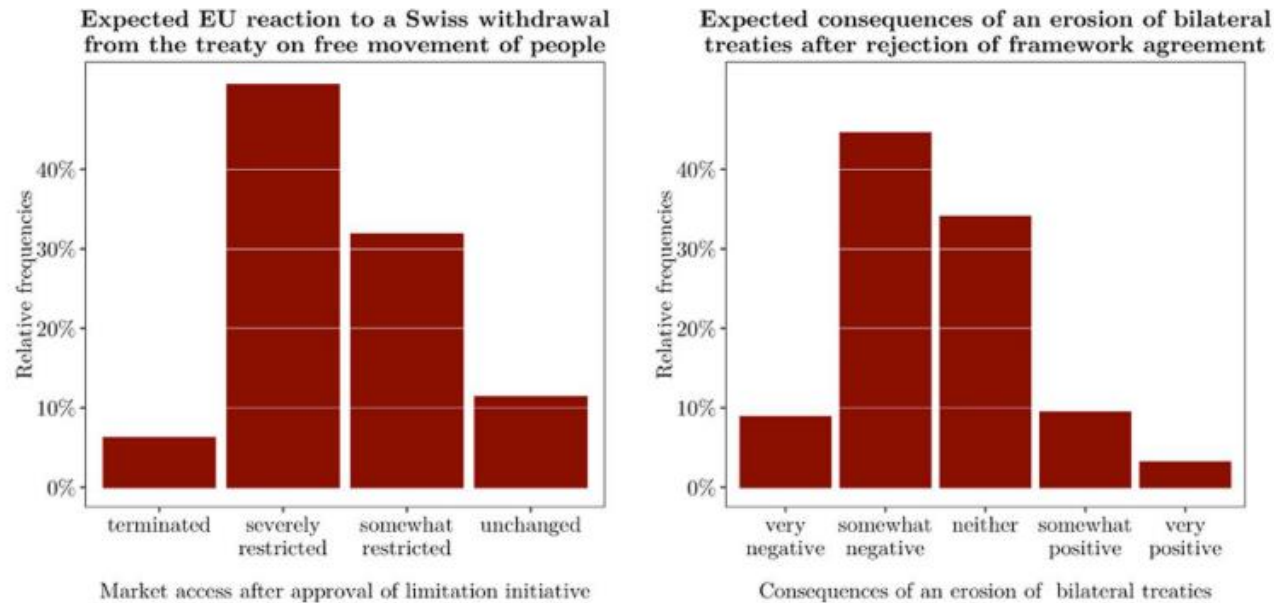 Expected EU reaction to a Swiss withdrawal
from the treaty on free movement of people
Relative frequencies
40%
30%
20%
10%
0%
terminated
severely
restricted
somewhat
restricted
unchanged
Market access after approval of limitation initiative
Expected consequences of an erosion of bilateral
treaties after rejection of framework agreement
Relative frequencies
40%
30%
20%
10%
0%
very
negative
somewhat
negative
neither
somewhat
positive
very
positive
Consequences of an erosion of bilateral treaties